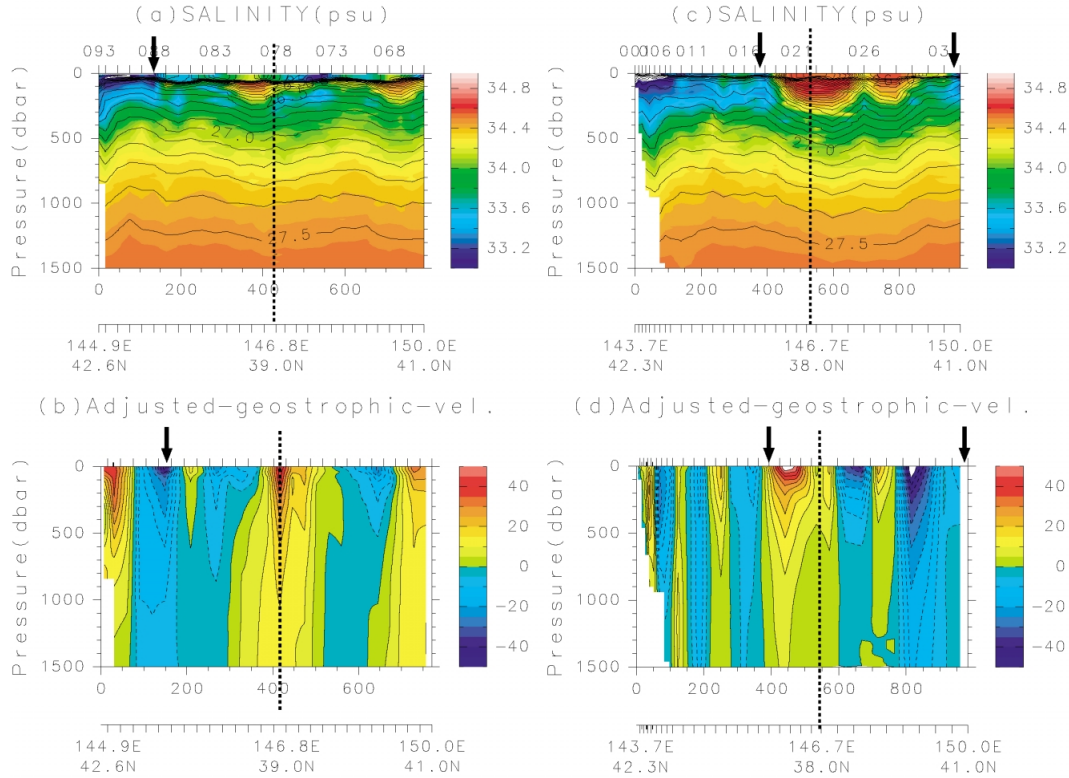 (a)SALINITY(psu)
093 083 078 073 068
Pressure(dbar)
0
500
1000
1500
27.0
27.5
0 200 400 600
34.8
34.4
34.0
33.6
33.2
144.9E 146.8E 150.0E
42.6N 39.0N 41.0N
(c)SALINITY(psu)
011 016 021 026
Pressure(dbar)
0
500
1000
1500
27.5
0 200 400 600 800
34.8
34.4
34.0
33.6
33.2
143.7E 146.7E 150.0E
42.3N 38.0N 41.0N
(b)Adjusted-geostrophic-vel.
Pressure(dbar)
0
500
1000
1500
0 200 400 600
40
20
0
-20
-40
144.9E 146.8E 150.0E
42.6N 39.0N 41.0N
(d)Adjusted-geostrophic-vel.
Pressure(dbar)
0
500
1000
1500
0 200 400 600 800
40
20
0
-20
-40
143.7E 146.7E 150.0E
42.3N 38.0N 41.0N